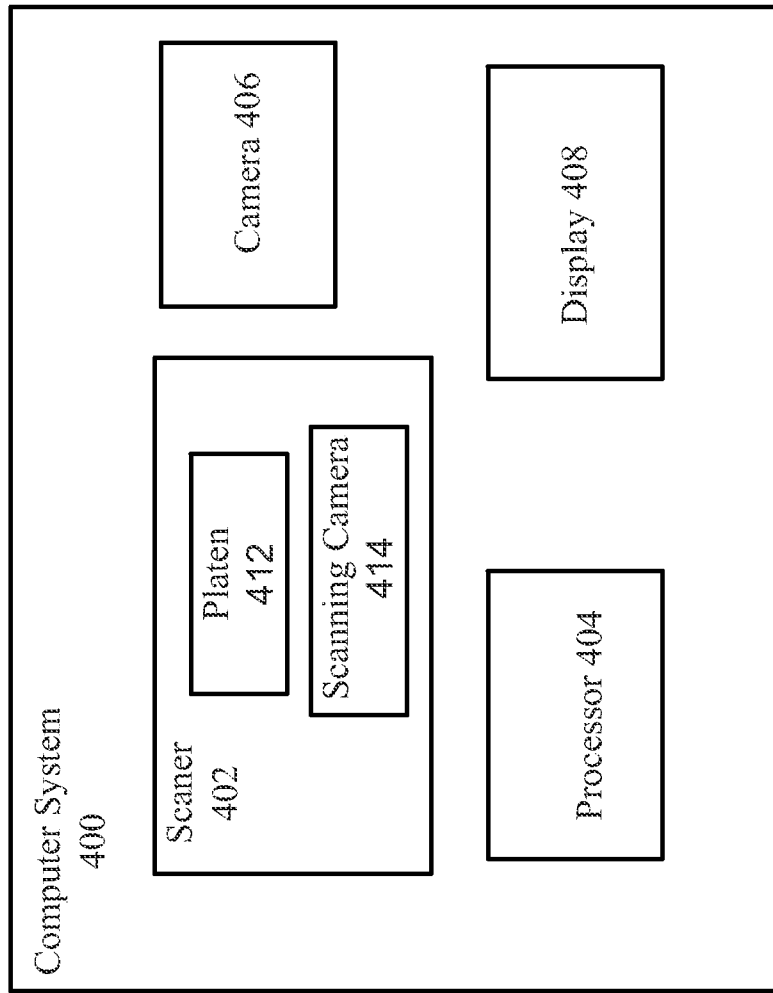 Computer System
400
Scaner
402
Platen
412
Scanning Camera
414
Camera 406
Processor 404
Display 408